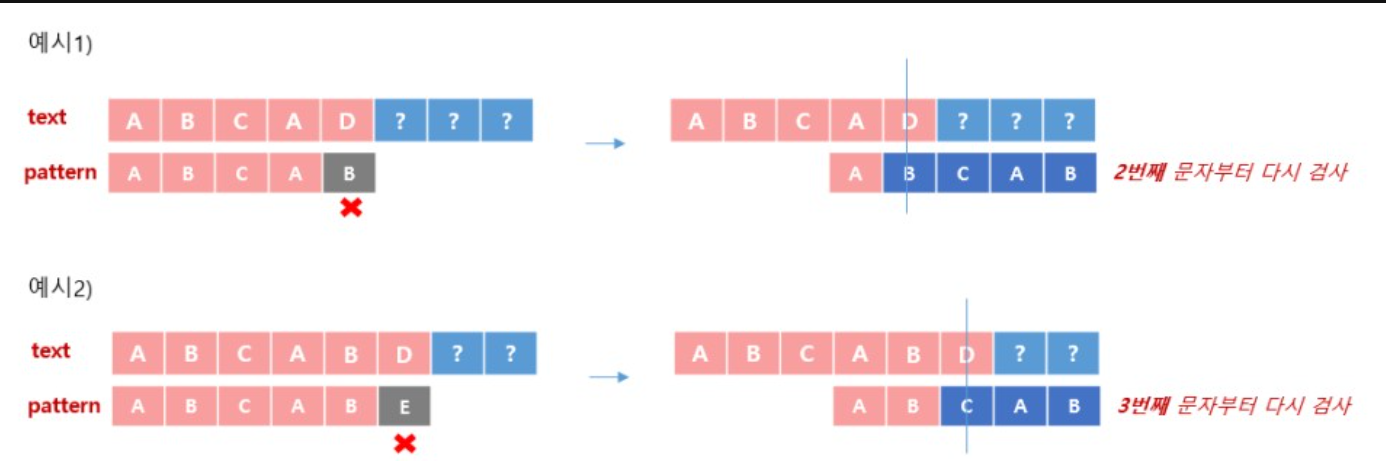 예시1)
text A B C A D ? ? ? A B C A D ? ? ?
pattern A B C A B A B C A B 2번째 문자부터 다시 검사
예시2)
text A B C A B D ? ? A B C A B D ? ?
pattern A B C A B E A B C A B 3번째 문자부터 다시 검사